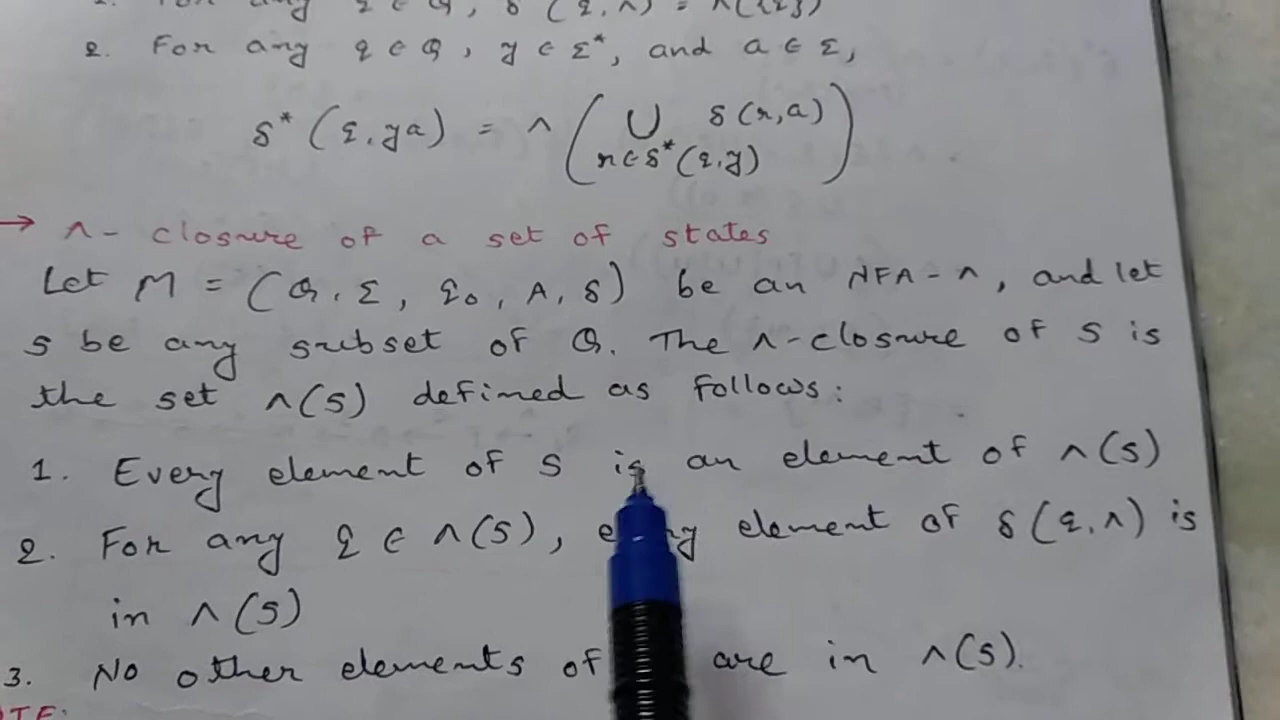 2. For any q ∈ Q, y ∈ Σ*, and a ∈ Σ,
δ* (q, ya) = ∧ ( ∪ δ(r,a) )
r∈δ*(q,y)
→ ∧- closure of a set of states
Let M = (Q, Σ, q0, A, δ) be an NFA-∧, and let
S be any subset of Q. The ∧-closure of S is
the set ∧(S) defined as follows:
1. Every element of S is an element of ∧(S)
2. For any q ∈ ∧(S), element of δ(q,∧) is
in ∧(S)
3. No other elements of are in ∧(S).